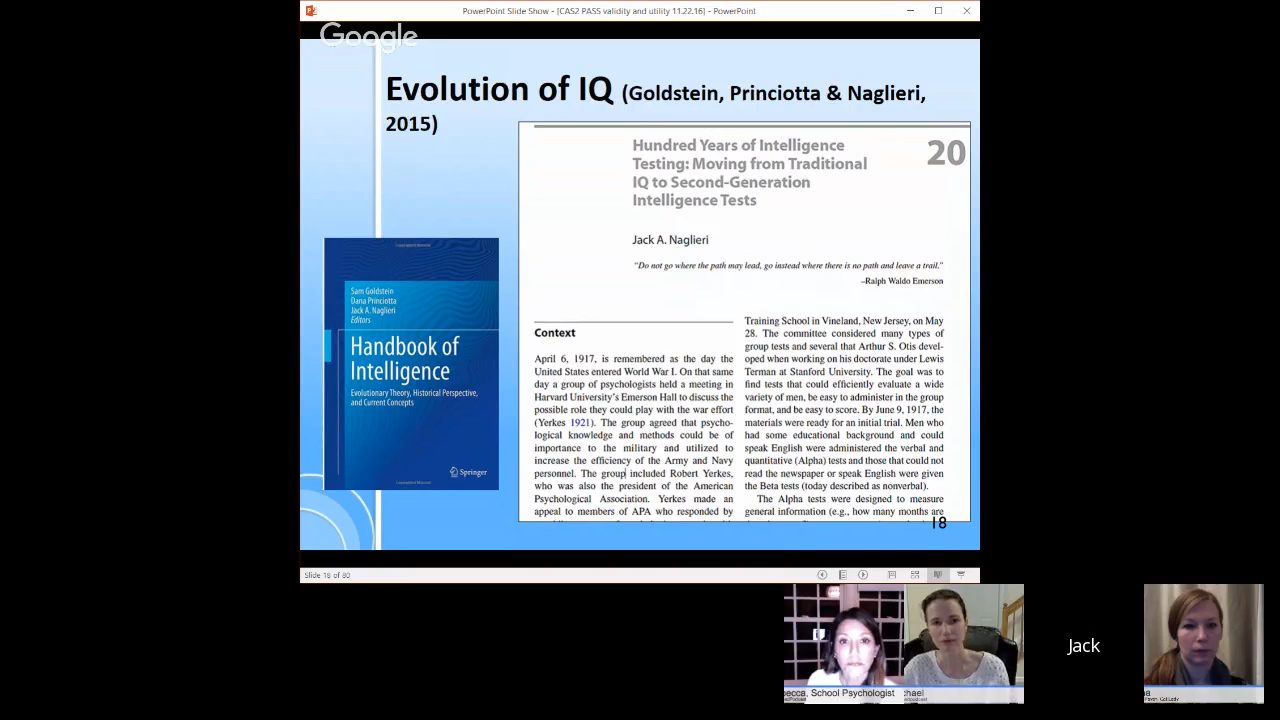 PowerPoint Slide Show - [CAS2 PASS validity and utility 11.22.16] - PowerPoint
Google
Evolution of IQ (Goldstein, Princiotta & Naglieri,
2015)
Hundred Years of Intelligence
Testing: Moving from Traditional
IQ to Second-Generation
Intelligence Tests
20
Jack A. Naglieri
"Do not go where the path may lead, go instead where there is no path and leave a trail."
–Ralph Waldo Emerson
Context
April 6, 1917, is remembered as the day the
United States entered World War I. On that same
day a group of psychologists held a meeting in
Harvard University's Emerson Hall to discuss the
possible role they could play with the war effort
(Yerkes 1921). The group agreed that psycho-
logical knowledge and methods could be of
importance to the military and utilized to
increase the efficiency of the Army and Navy
personnel. The group included Robert Yerkes,
who was also the president of the American
Psychological Association. Yerkes made an
appeal to members of APA who responded by
Training School in Vineland, New Jersey, on May
28. The committee considered many types of
group tests and several that Arthur S. Otis devel-
oped when working on his doctorate under Lewis
Terman at Stanford University. The goal was to
find tests that could efficiently evaluate a wide
variety of men, be easy to administer in the group
format, and be easy to score. By June 9, 1917, the
materials were ready for an initial trial. Men who
had some educational background and could
speak English were administered the verbal and
quantitative (Alpha) tests and those that could not
read the newspaper or speak English were given
the Beta tests (today described as nonverbal).
The Alpha tests were designed to measure
general information (e.g., how many months are
Sam Goldstein
Dana Princiotta
Jack A. Naglieri
Editors
Handbook of
Intelligence
Evolutionary Theory, Historical Perspective,
and Current Concepts
Springer
18
Slide 18 of 80
becca, School Psychologist
chael
Jack
na